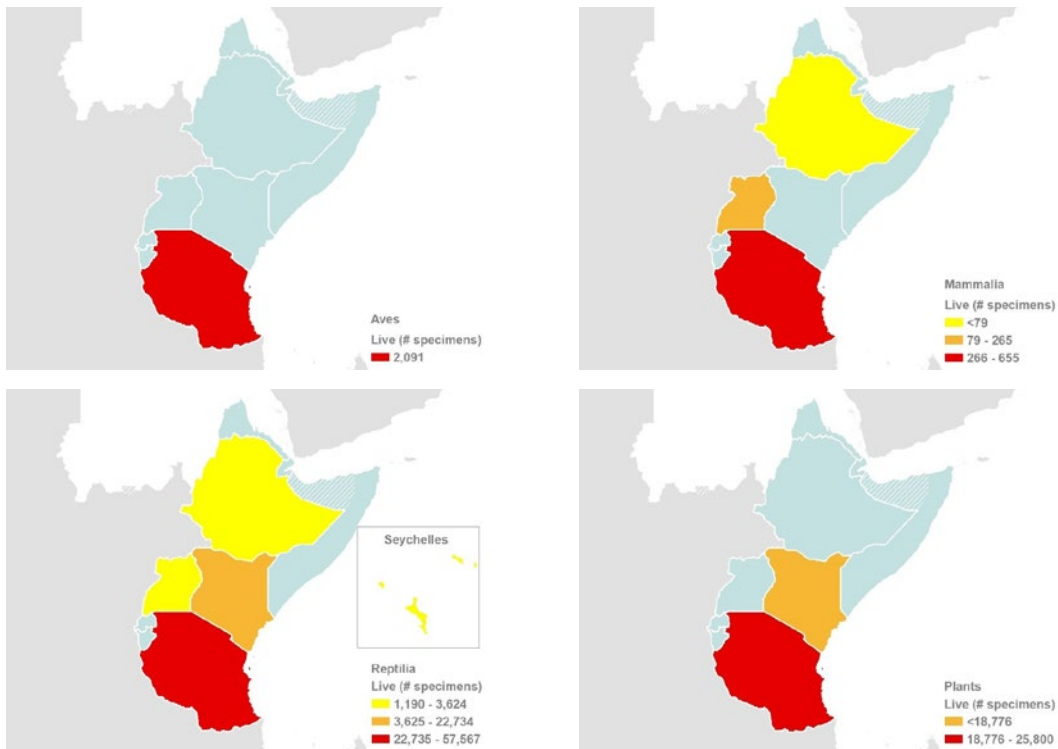 Aves
Live (# specimens)
2,091
Mammalia
Live (# specimens)
<79
79 - 265
266 - 655
Seychelles
Reptilia
Live (# specimens)
1,190 - 3,624
3,625 - 22,734
22,735 - 57,567
Plants
Live (# specimens)
<18,776
18,776 - 25,800